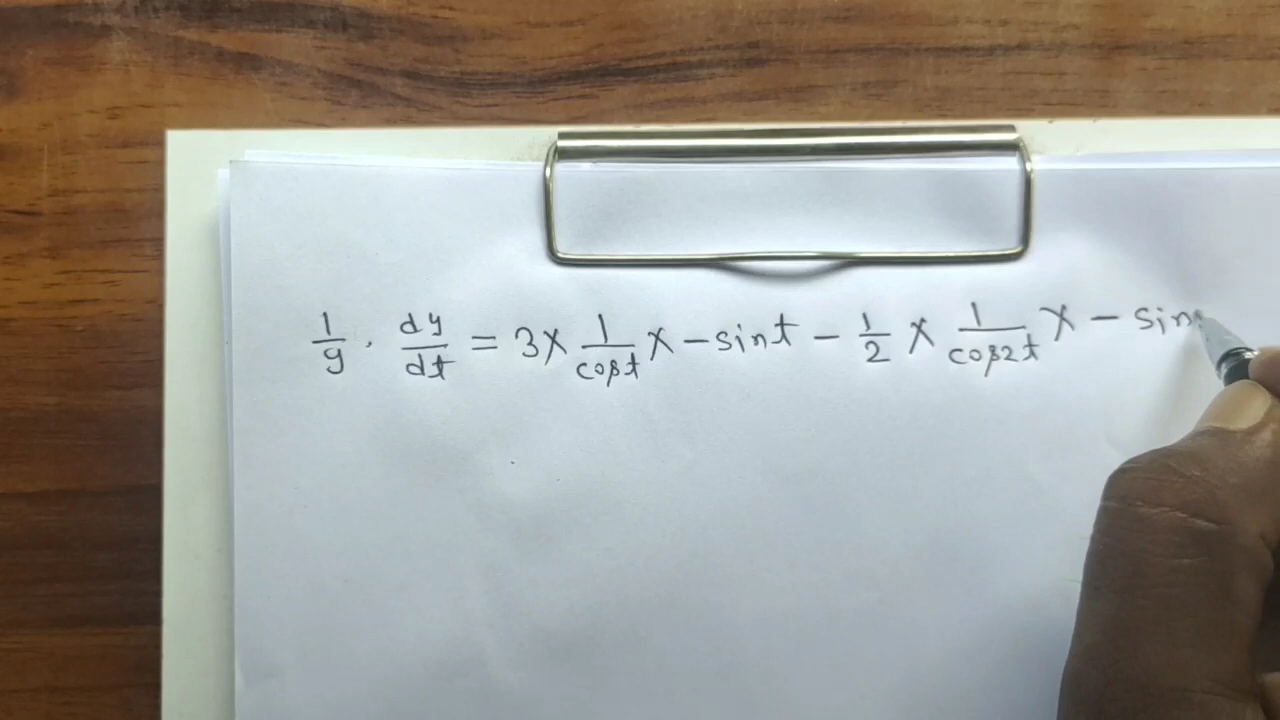 1/y · dy/dt = 3 × 1/cost × - sint - 1/2 × 1/cos2t × - sin